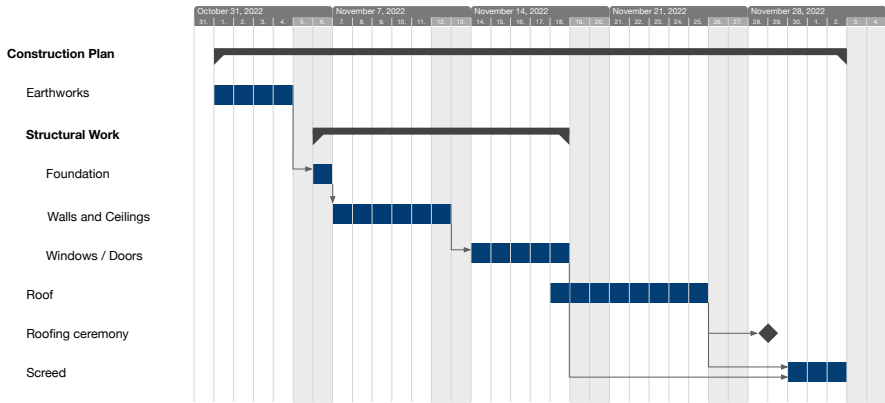 October 31, 2022 November 7, 2022 November 14, 2022 November 21, 2022 November 28, 2022
31. 1. 2. 3. 4. 5. 6. 7. 8. 9. 10. 11. 12. 13. 14. 15. 16. 17. 18. 19. 20. 21. 22. 23. 24. 25. 26. 27. 28. 29. 30. 1. 2. 3. 4.
Construction Plan
Earthworks
Structural Work
Foundation
Walls and Ceilings
Windows / Doors
Roof
Roofing ceremony
Screed